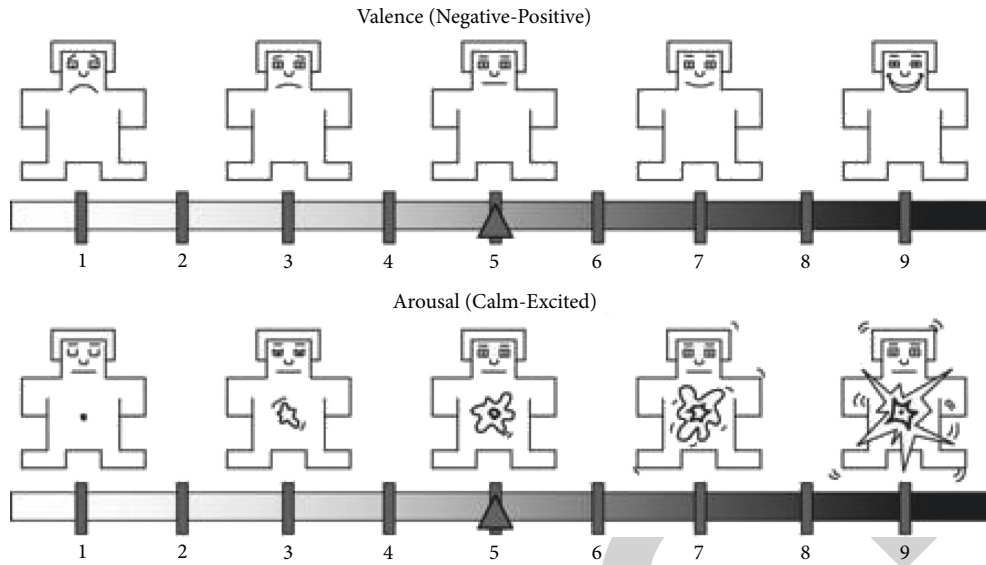 Valence (Negative-Positive)
1 2 3 4 5 6 7 8 9
Arousal (Calm-Excited)
1 2 3 4 5 6 7 8 9